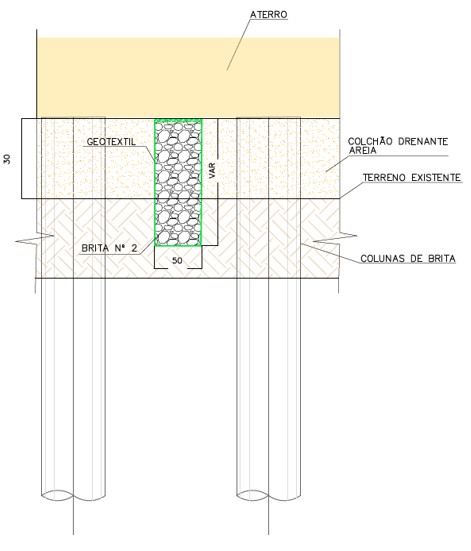 ATERRO
GEOTEXTIL
COLCHÃO DRENANTE
AREIA
30
VAR
TERRENO EXISTENTE
BRITA Nº 2
COLUNAS DE BRITA
50